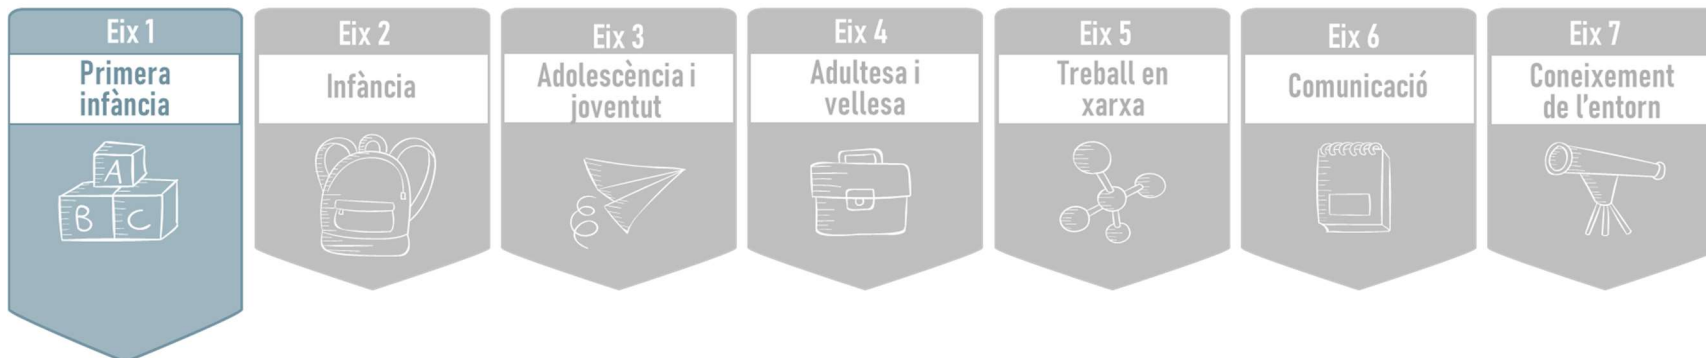 Eix 1
Primera
infància
A
B C
Eix 2
Infància
Eix 3
Adolescència i
joventut
Eix 4
Adultesa i
vellesa
Eix 5
Treball en
xarxa
Eix 6
Comunicació
Eix 7
Coneixement
de l'entorn